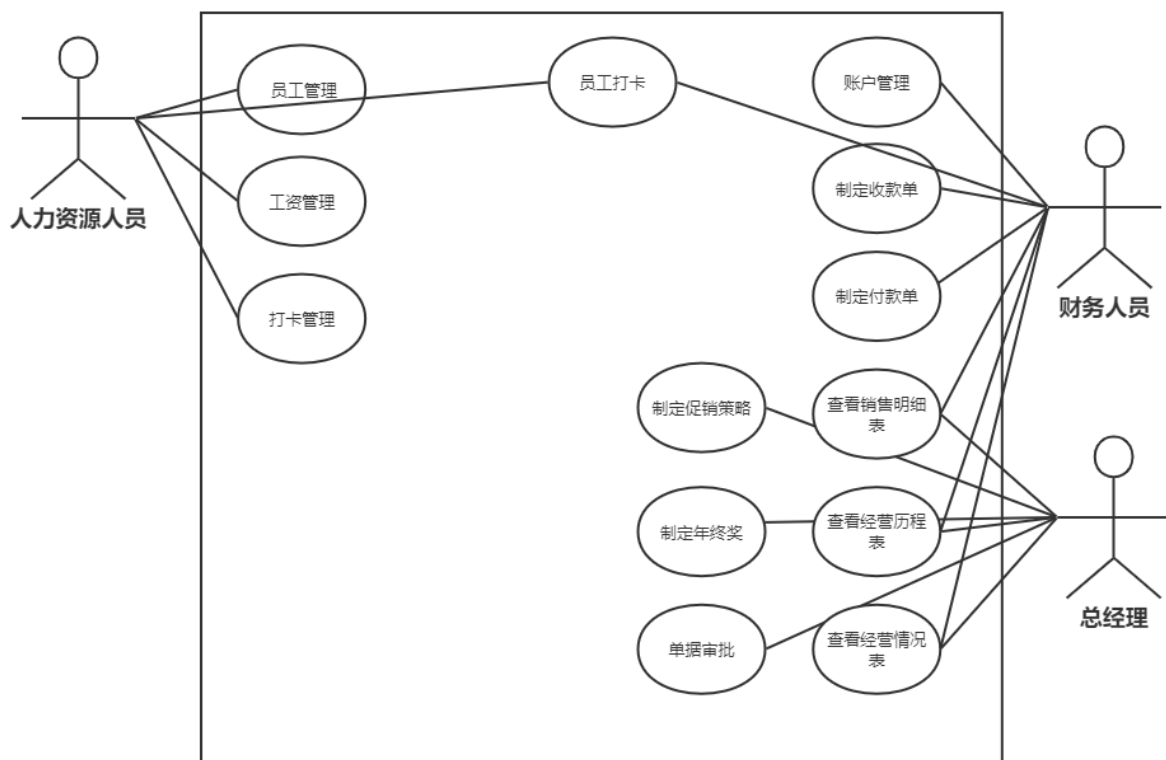 员工管理
员工打卡
账户管理
人力资源人员
工资管理
制定收款单
打卡管理
制定付款单
财务人员
制定促销策略
查看销售明细
表
制定年终奖
查看经营历程
表
单据审批
查看经营情况
表
总经理